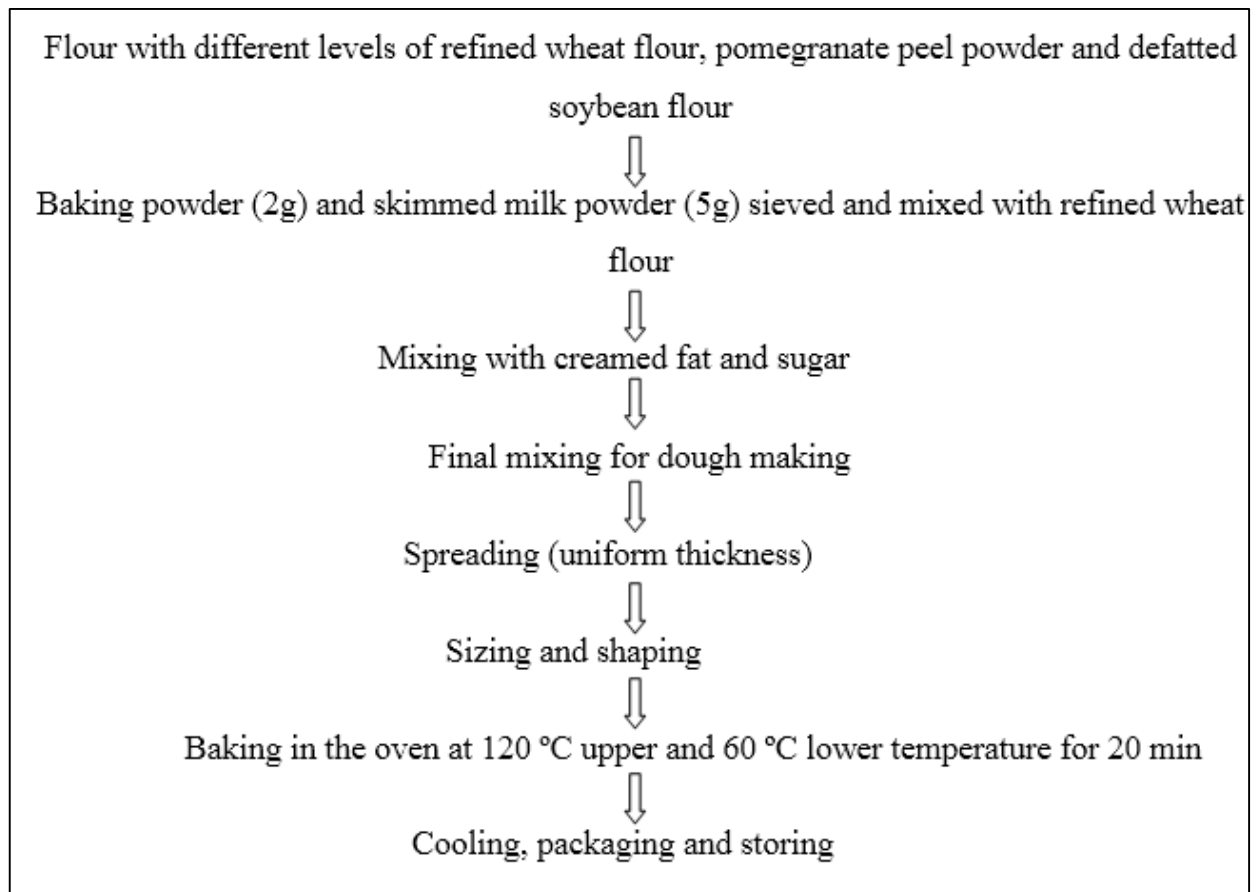 Flour with different levels of refined wheat flour, pomegranate peel powder and defatted
soybean flour
Baking powder (2g) and skimmed milk powder (5g) sieved and mixed with refined wheat
flour
Mixing with creamed fat and sugar
Final mixing for dough making
Spreading (uniform thickness)
Sizing and shaping
Baking in the oven at 120 ºC upper and 60 ºC lower temperature for 20 min
Cooling, packaging and storing